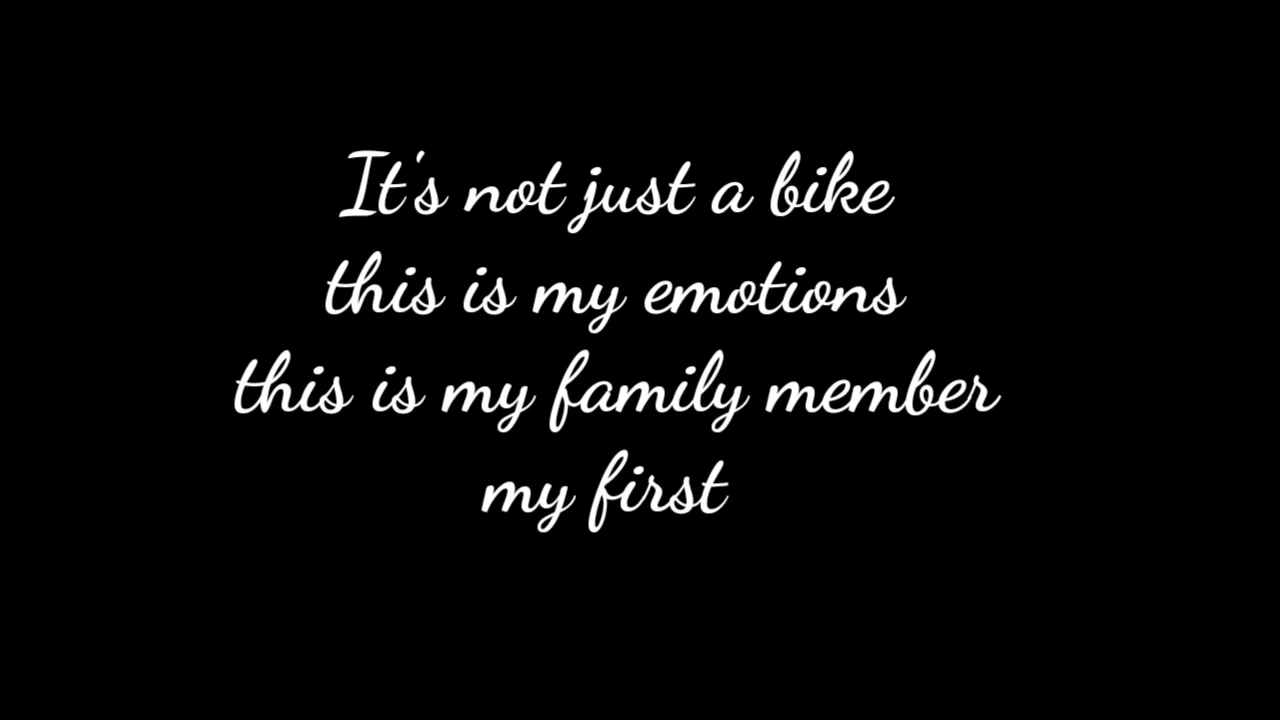 It's not just a bike
this is my emotions
this is my family member
my first